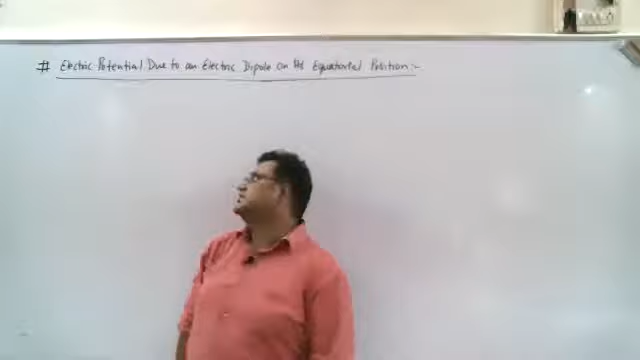 # Electric Potential Due to an Electric Dipole on Its Equatorial Position :-